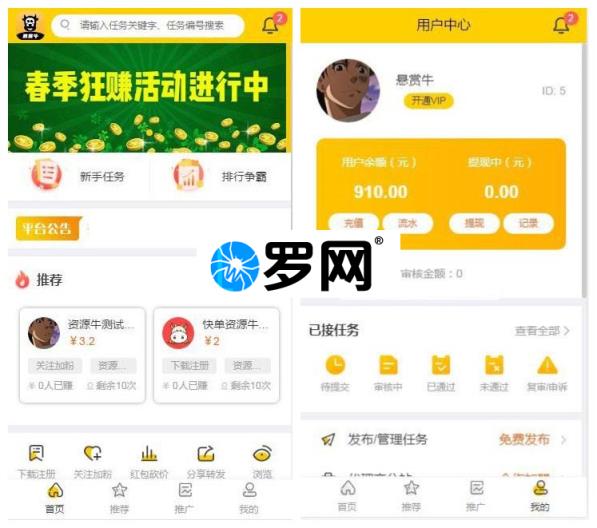 悬赏牛
请输入任务关键字、任务编号搜索
2
春季狂赚活动进行中
新手任务
排行争霸
平台公告
推荐
资源牛测试...
￥3.2
关注加粉
资源...
0人已赚
剩余10次
快单资源牛...
￥2
下载注册
资源...
0人已赚
剩余10次
下载注册
关注加粉
红包砍价
分享转发
浏览
首页
推荐
推广
我的
罗网®
用户中心
2
悬赏牛
开通VIP
ID: 5
用户余额（元）
提现中（元）
910.00
0.00
充值
流水
提现
记录
审核金额：0
已接任务
查看全部 >
待提交
审核中
已通过
未通过
复审/申诉
发布/管理任务
免费发布 >
首页
推荐
推广
我的